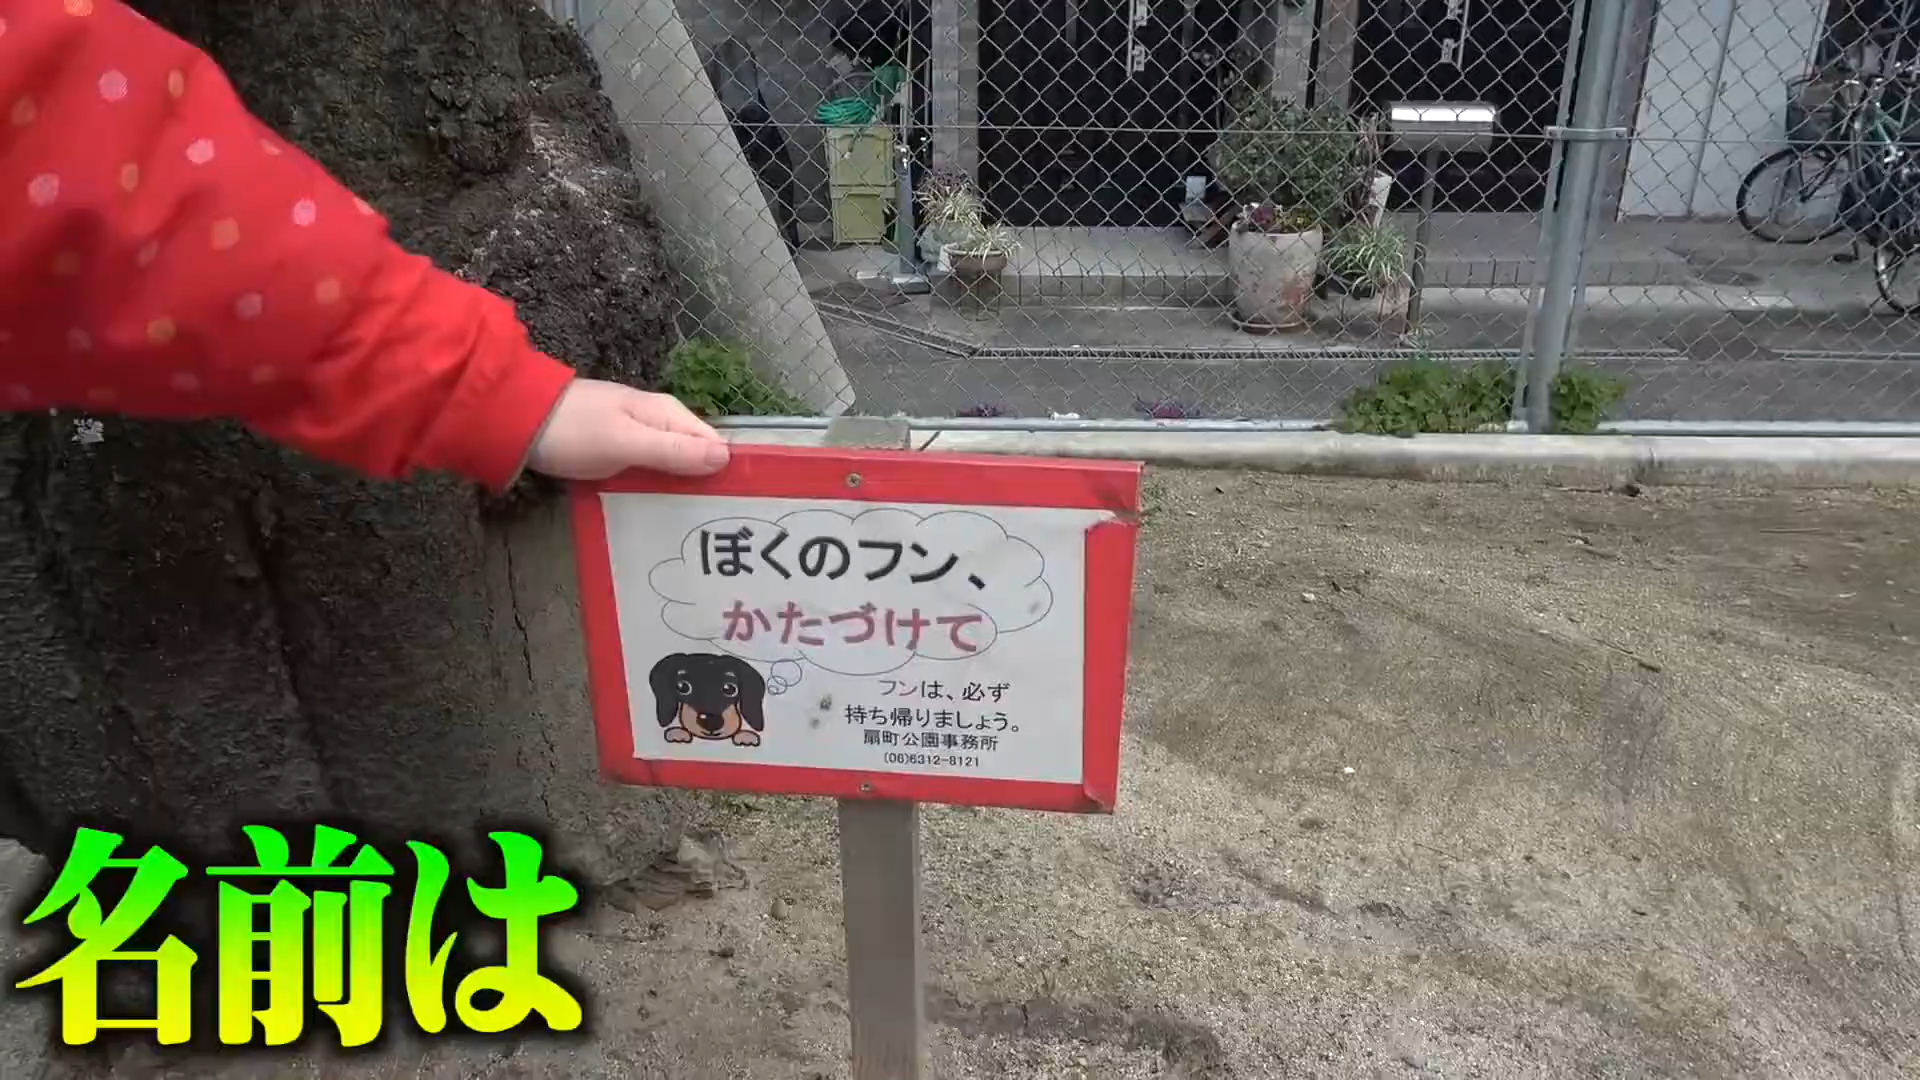 ぼくのフン、
かたづけて
フンは、必ず
持ち帰りましょう。
扇町公園事務所
(06)6312-8121
名前は